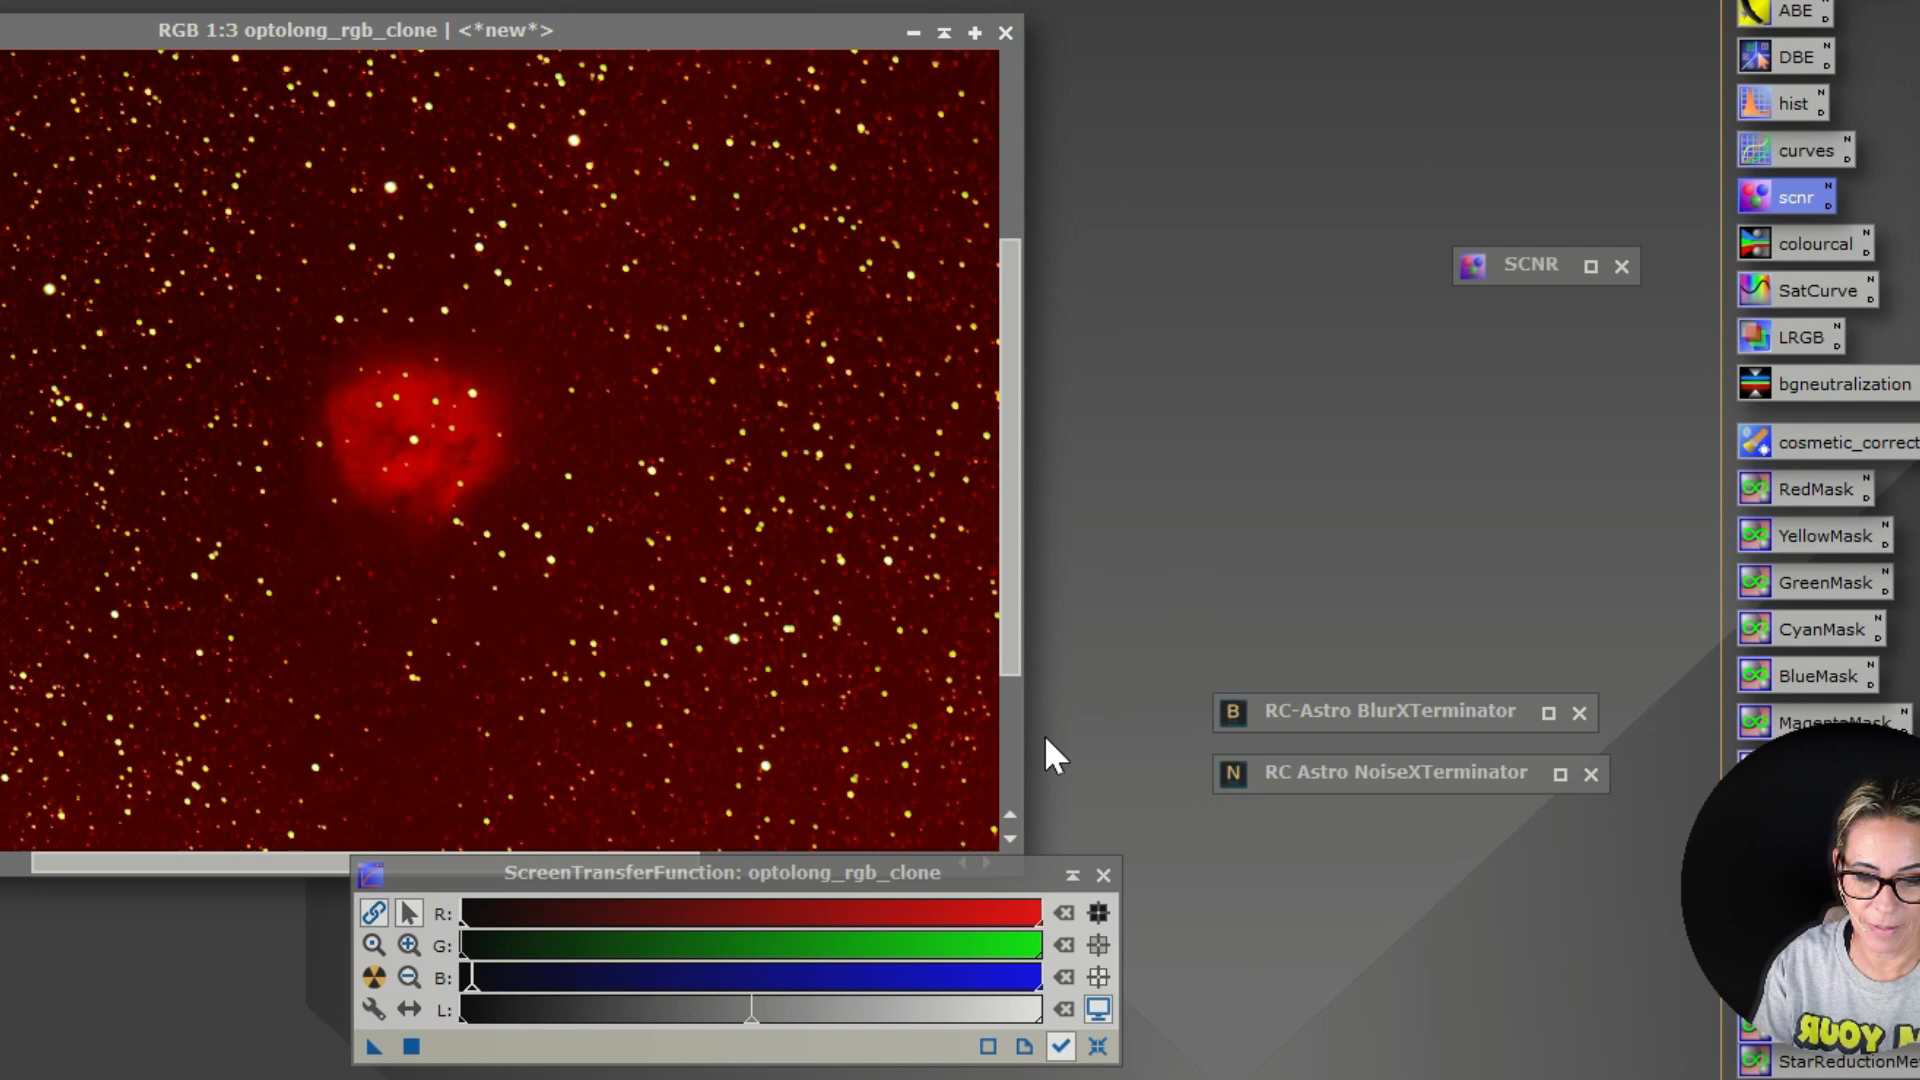 RGB 1:3 optolong_rgb_clone | <*new*>
ABE
DBE
hist
curves
scnr
colourcal
SatCurve
LRGB
bgneutralization
cosmetic_correct
RedMask
YellowMask
GreenMask
CyanMask
BlueMask
MagentaMask
StarReductionMe
SCNR
B RC-Astro BlurXTerminator
N RC Astro NoiseXTerminator
ScreenTransferFunction: optolong_rgb_clone
R:
G:
B:
L: